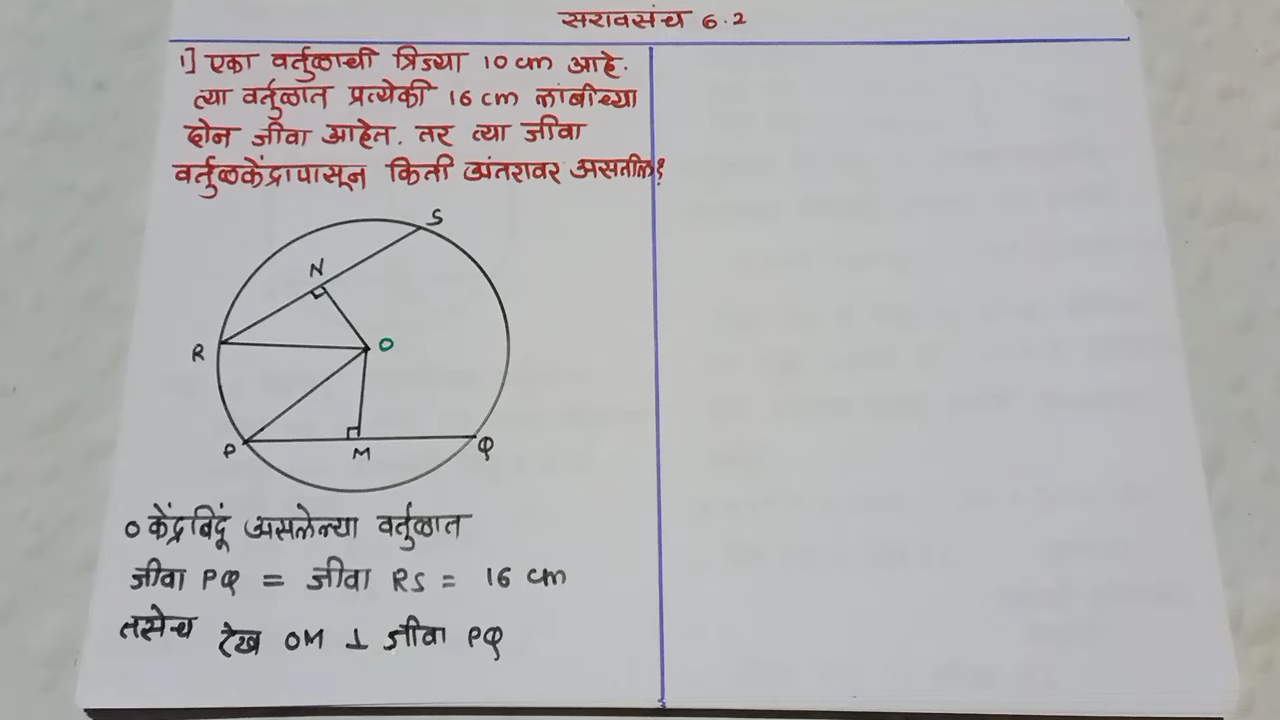 सरावसंच 6.2
1] एका वर्तुळाची त्रिज्या 10 cm आहे.
त्या वर्तुळात प्रत्येकी 16 cm लांबीच्या
दोन जीवा आहेत. तर त्या जीवा
वर्तुळकेंद्रापासून किती अंतरावर असतील?
S
N
R
O
P
M
Q
O केंद्रबिंदू असलेल्या वर्तुळात
जीवा PQ = जीवा RS = 16 cm
तसेच रेख OM ⊥ जीवा PQ